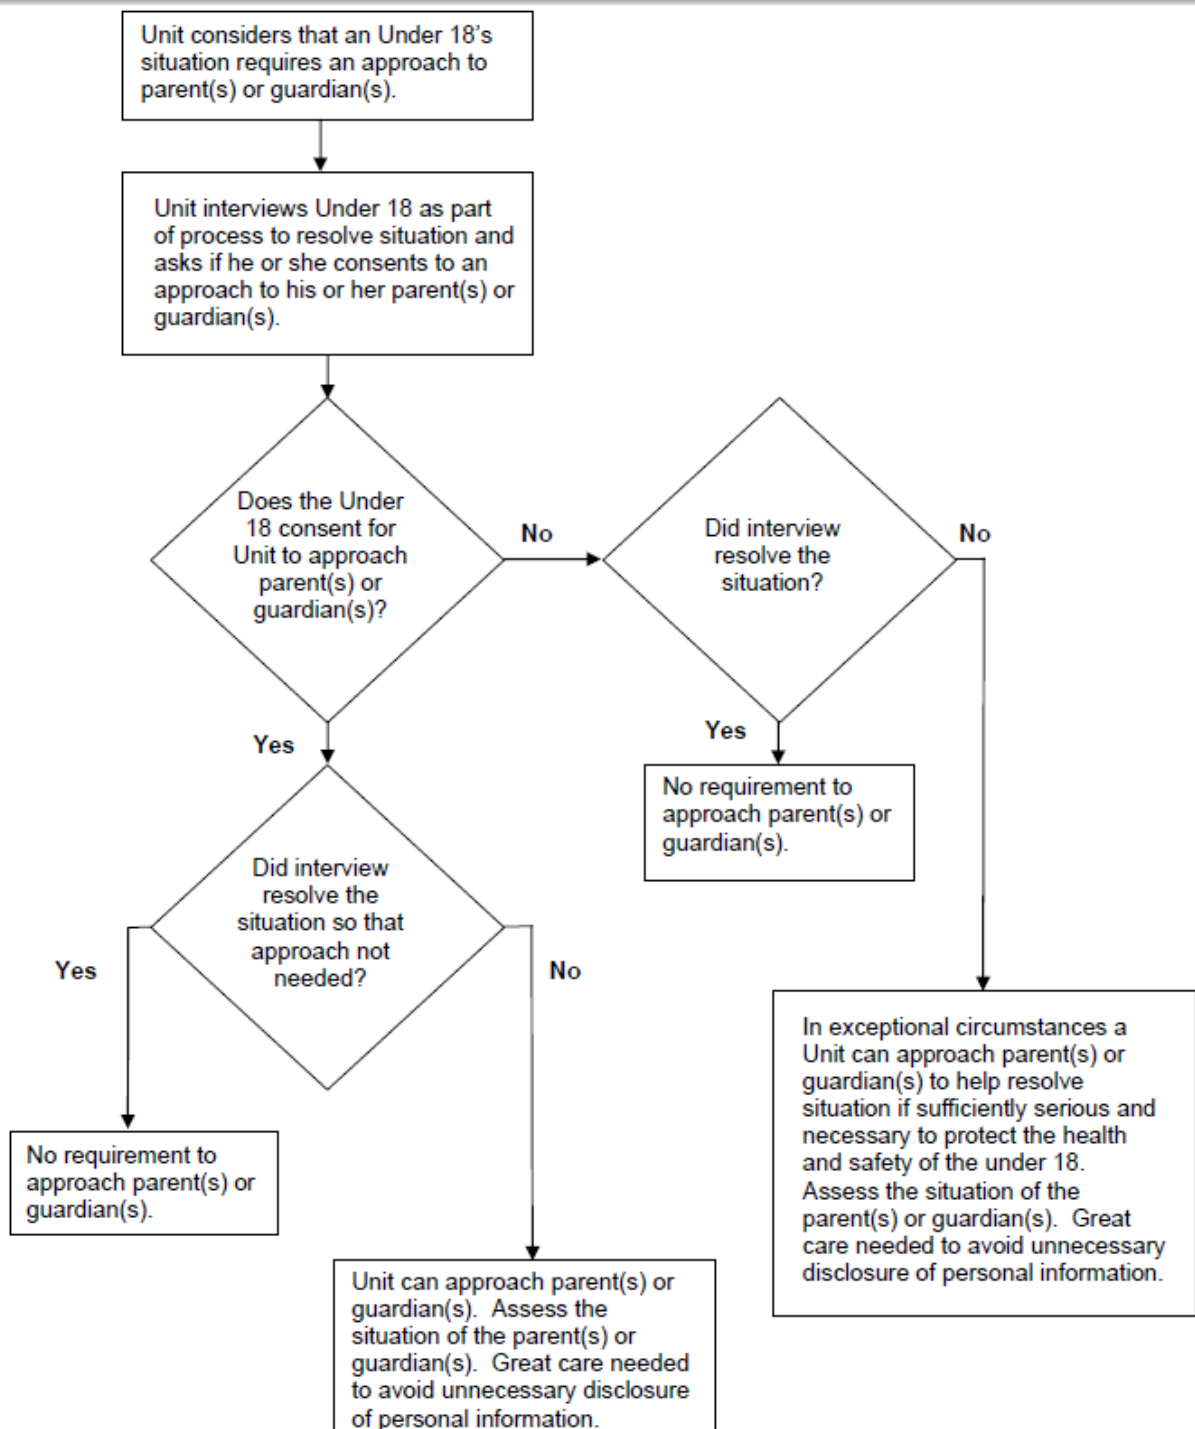 Unit considers that an Under 18's
situation requires an approach to
parent(s) or guardian(s).
Unit interviews Under 18 as part
of process to resolve situation and
asks if he or she consents to an
approach to his or her parent(s) or
guardian(s).
Does the Under
18 consent for
Unit to approach
parent(s) or
guardian(s)?
No
Did interview
resolve the
situation?
No
Yes
No requirement to
approach parent(s) or
guardian(s).
Yes
Did interview
resolve the
situation so that
approach not
needed?
Yes
No
No requirement to
approach parent(s) or
guardian(s).
Unit can approach parent(s) or
guardian(s).  Assess the
situation of the parent(s) or
guardian(s).  Great care needed
to avoid unnecessary disclosure
of personal information.
In exceptional circumstances a
Unit can approach parent(s) or
guardian(s) to help resolve
situation if sufficiently serious and
necessary to protect the health
and safety of the under 18.
Assess the situation of the
parent(s) or guardian(s).  Great
care needed to avoid unnecessary
disclosure of personal information.